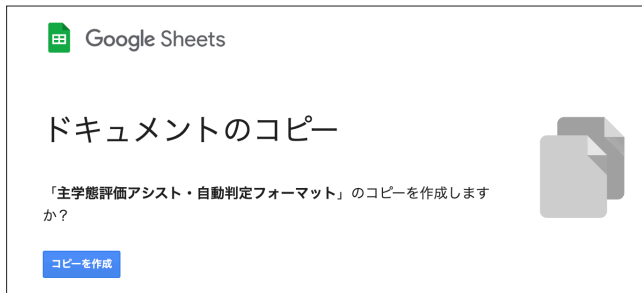 Google Sheets
ドキュメントのコピー
「主学態評価アシスト・自動判定フォーマット」のコピーを作成します
か？
コピーを作成